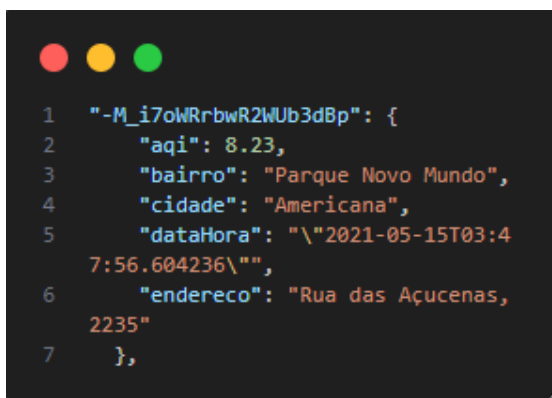 1 "-M_i7oWRrbwR2WUb3dBp": {
2 "aqi": 8.23,
3 "bairro": "Parque Novo Mundo",
4 "cidade": "Americana",
5 "dataHora": "\"2021-05-15T03:4
7:56.604236\"",
6 "endereco": "Rua das Açucenas,
2235"
7 },